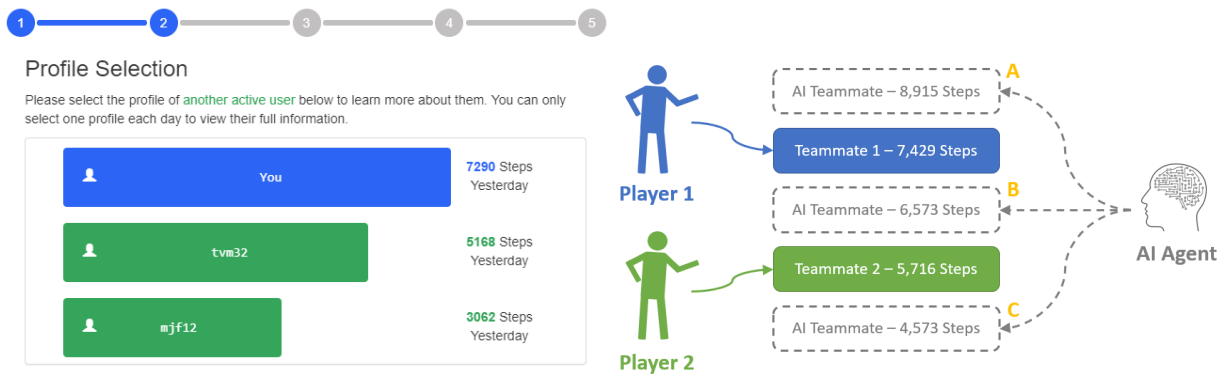 1 2 3 4 5
Profile Selection
Please select the profile of another active user below to learn more about them. You can only
select one profile each day to view their full information.
You
7290 Steps
Yesterday
tvm32
5168 Steps
Yesterday
mjf12
3062 Steps
Yesterday
Player 1
Player 2
A
AI Teammate – 8,915 Steps
Teammate 1 – 7,429 Steps
B
AI Teammate – 6,573 Steps
Teammate 2 – 5,716 Steps
C
AI Teammate – 4,573 Steps
AI Agent